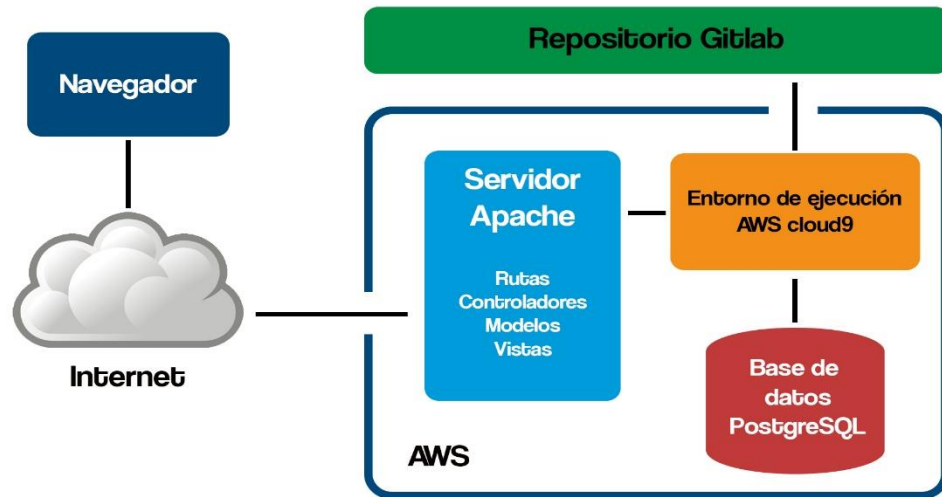 Navegador
Internet
Repositorio Gitlab
Servidor
Apache
Rutas
Controladores
Modelos
Vistas
Entorno de ejecución
AWS cloud9
Base de
datos
PostgreSQL
AWS